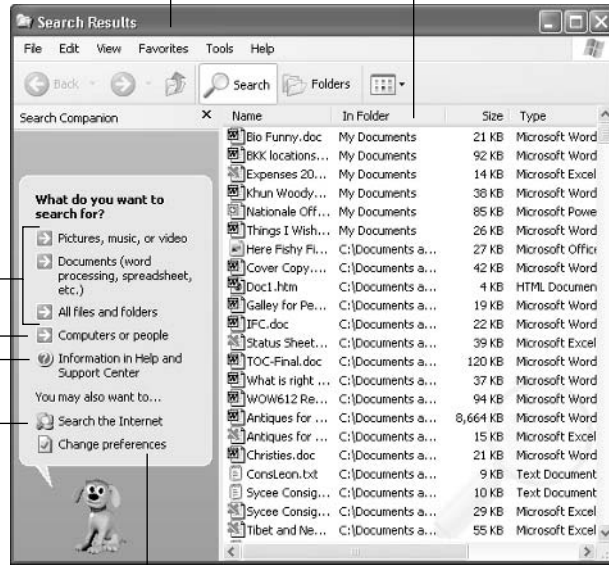 Search Results
File Edit View Favorites Tools Help
Back Search Folders
Search Companion
What do you want to
search for?
Pictures, music, or video
Documents (word
processing, spreadsheet,
etc.)
All files and folders
Computers or people
Information in Help and
Support Center
You may also want to...
Search the Internet
Change preferences
Name In Folder Size Type
Bio Funny.doc My Documents 21 KB Microsoft Word
BKK locations... My Documents 92 KB Microsoft Word
Expenses 20... My Documents 14 KB Microsoft Excel
Khun Woody... My Documents 38 KB Microsoft Word
Nationale Off... My Documents 85 KB Microsoft Powe
Things I Wish... My Documents 26 KB Microsoft Word
Here Fishy Fi... C:\Documents a... 27 KB Microsoft Office
Cover Copy.... C:\Documents a... 42 KB Microsoft Word
Doc1.htm C:\Documents a... 4 KB HTML Documen
Galley for Pe... C:\Documents a... 19 KB Microsoft Word
IFC.doc C:\Documents a... 22 KB Microsoft Word
Status Sheet... C:\Documents a... 39 KB Microsoft Excel
TOC-Final.doc C:\Documents a... 120 KB Microsoft Word
What is right ... C:\Documents a... 37 KB Microsoft Word
WOW612 Re... C:\Documents a... 94 KB Microsoft Word
Antiques for ... C:\Documents a... 8,664 KB Microsoft Word
Antiques for ... C:\Documents a... 15 KB Microsoft Excel
Christies.doc C:\Documents a... 21 KB Microsoft Word
ConsLeon.txt C:\Documents a... 9 KB Text Document
Sycee Consig... C:\Documents a... 10 KB Text Document
Sycee Consig... C:\Documents a... 29 KB Microsoft Excel
Tibet and Ne... C:\Documents a... 55 KB Microsoft Excel